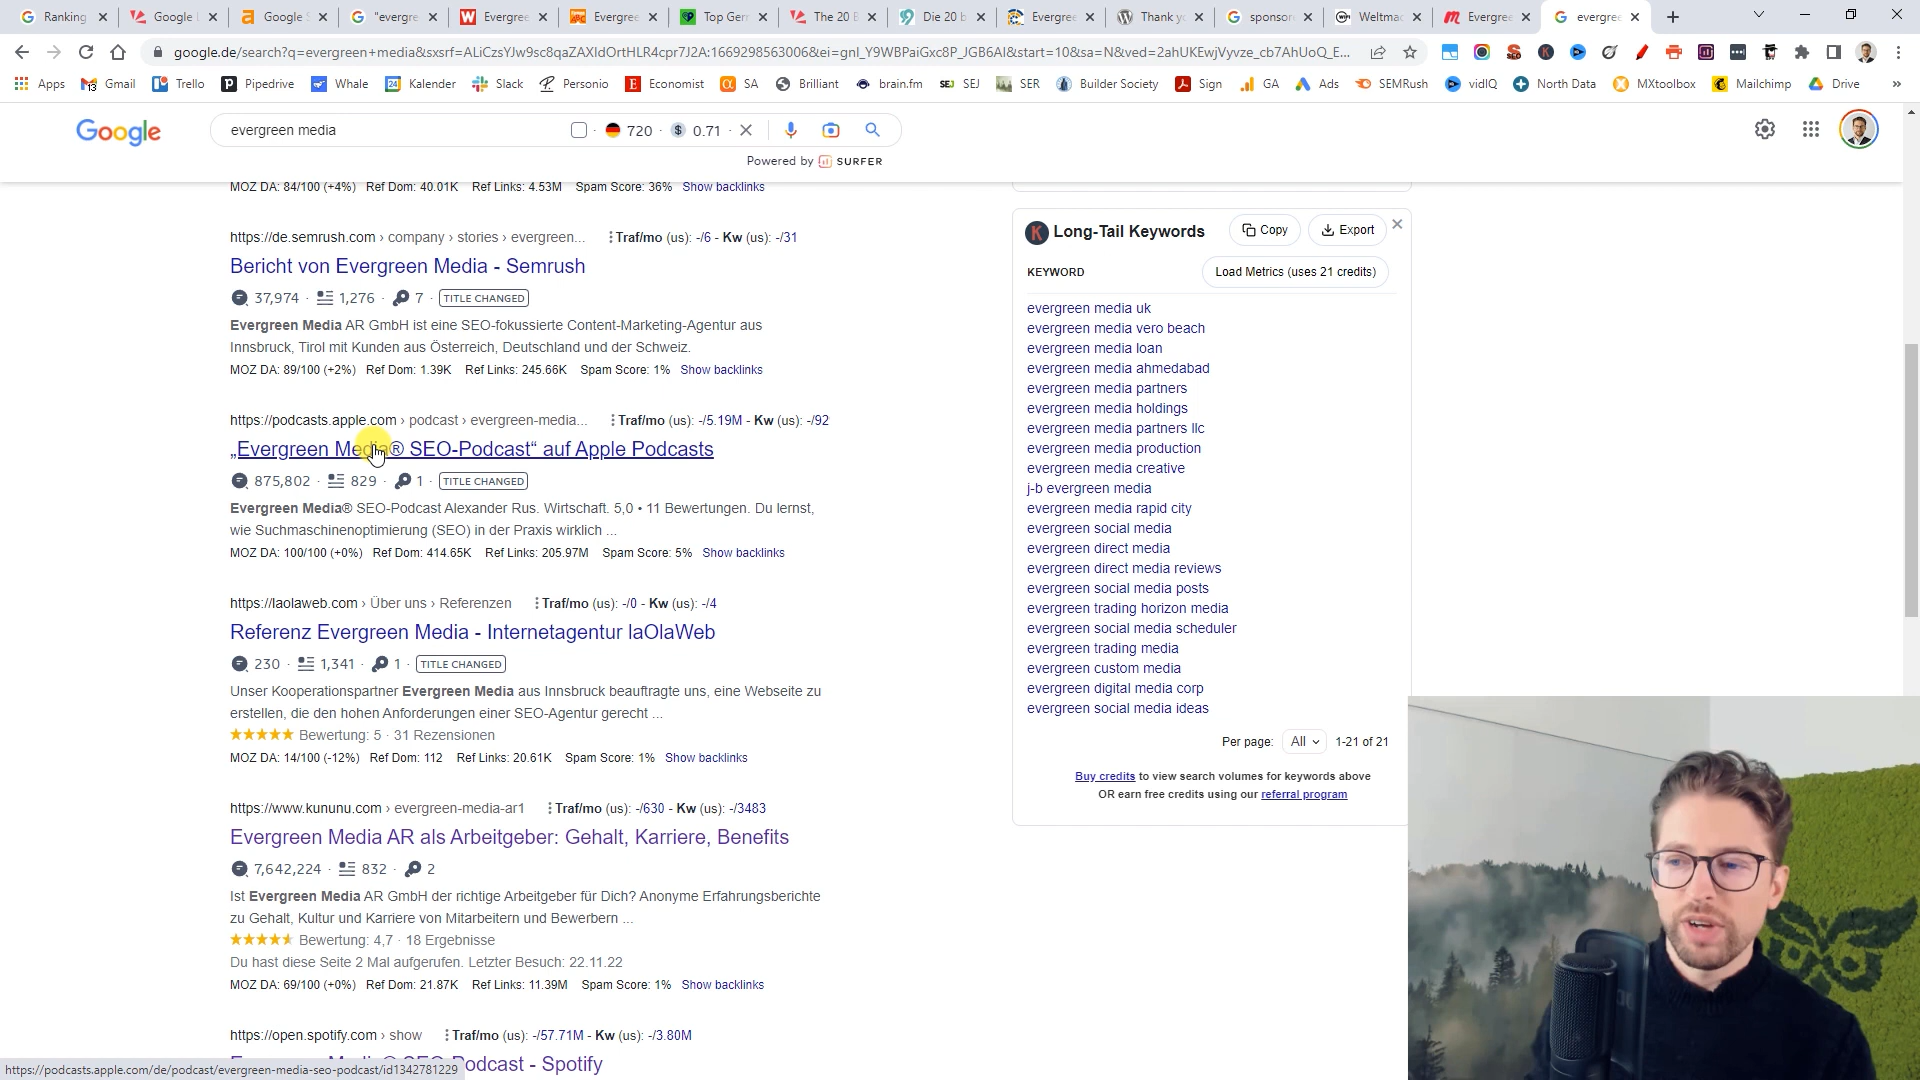 Ranking
Google
Google S
"evergre
Evergree
Evergree
Top Ger
The 20 B
Die 20 b
Evergree
Thank yo
sponsor
Weltmac
Evergree
evergree
google.de/search?q=evergreen+media&sxsrf=ALiCzsYJw9sc8qaZAXIdOrtHLR4cpr7J2A:1669298563006&ei=gnl_Y9WBPaiGxc8P_JGB6AI&start=10&sa=N&ved=2ahUKEwjVyvze_cb7AhUoQ_E...
Apps Gmail Trello Pipedrive Whale Kalender Slack Personio Economist SA Brilliant brain.fm SEJ SER Builder Society Sign GA Ads SEMRush vidIQ North Data MXtoolbox Mailchimp Drive »
Google
evergreen media
720 · 0.71
Powered by SURFER
MOZ DA: 84/100 (+4%) Ref Dom: 40.01K Ref Links: 4.53M Spam Score: 36% Show backlinks
https://de.semrush.com › company › stories › evergreen... Traf/mo (us): -/6 - Kw (us): -/31
Bericht von Evergreen Media - Semrush
37,974 · 1,276 · 7 · TITLE CHANGED
Evergreen Media AR GmbH ist eine SEO-fokussierte Content-Marketing-Agentur aus
Innsbruck, Tirol mit Kunden aus Österreich, Deutschland und der Schweiz.
MOZ DA: 89/100 (+2%) Ref Dom: 1.39K Ref Links: 245.66K Spam Score: 1% Show backlinks
https://podcasts.apple.com › podcast › evergreen-media... Traf/mo (us): -/5.19M - Kw (us): -/92
„Evergreen Media® SEO-Podcast“ auf Apple Podcasts
875,802 · 829 · 1 · TITLE CHANGED
Evergreen Media® SEO-Podcast Alexander Rus. Wirtschaft. 5,0 • 11 Bewertungen. Du lernst,
wie Suchmaschinenoptimierung (SEO) in der Praxis wirklich ...
MOZ DA: 100/100 (+0%) Ref Dom: 414.65K Ref Links: 205.97M Spam Score: 5% Show backlinks
https://laolaweb.com › Über uns › Referenzen Traf/mo (us): -/0 - Kw (us): -/4
Referenz Evergreen Media - Internetagentur laOlaWeb
230 · 1,341 · 1 · TITLE CHANGED
Unser Kooperationspartner Evergreen Media aus Innsbruck beauftragte uns, eine Webseite zu
erstellen, die den hohen Anforderungen einer SEO-Agentur gerecht ...
Bewertung: 5 · 31 Rezensionen
MOZ DA: 14/100 (-12%) Ref Dom: 112 Ref Links: 20.61K Spam Score: 1% Show backlinks
https://www.kununu.com › evergreen-media-ar1 Traf/mo (us): -/630 - Kw (us): -/3483
Evergreen Media AR als Arbeitgeber: Gehalt, Karriere, Benefits
7,642,224 · 832 · 2
Ist Evergreen Media AR GmbH der richtige Arbeitgeber für Dich? Anonyme Erfahrungsberichte
zu Gehalt, Kultur und Karriere von Mitarbeitern und Bewerbern ...
Bewertung: 4,7 · 18 Ergebnisse
Du hast diese Seite 2 Mal aufgerufen. Letzter Besuch: 22.11.22
MOZ DA: 69/100 (+0%) Ref Dom: 21.87K Ref Links: 11.39M Spam Score: 1% Show backlinks
https://open.spotify.com › show Traf/mo (us): -/57.71M - Kw (us): -/3.80M
Podcast - Spotify
https://podcasts.apple.com/de/podcast/evergreen-media-seo-podcast/id1342781229
Long-Tail Keywords Copy Export
KEYWORD Load Metrics (uses 21 credits)
evergreen media uk
evergreen media vero beach
evergreen media loan
evergreen media ahmedabad
evergreen media partners
evergreen media holdings
evergreen media partners llc
evergreen media production
evergreen media creative
j-b evergreen media
evergreen media rapid city
evergreen social media
evergreen direct media
evergreen direct media reviews
evergreen social media posts
evergreen trading horizon media
evergreen social media scheduler
evergreen trading media
evergreen custom media
evergreen digital media corp
evergreen social media ideas
Per page: All 1-21 of 21
Buy credits to view search volumes for keywords above
OR earn free credits using our referral program